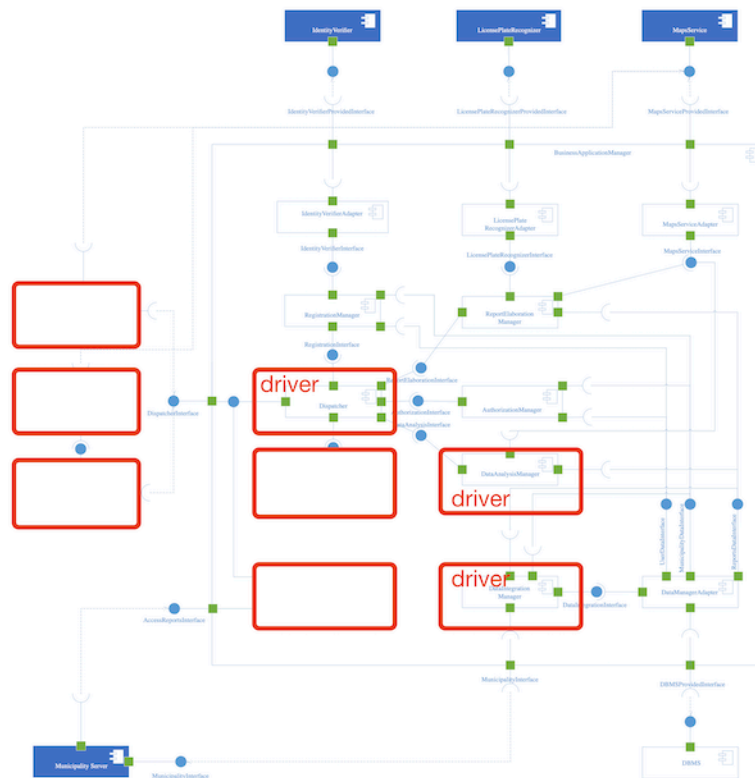 IdentityVerifier
LicensePlateRecognizer
MapsService
IdentityVerifierProvidedInterface
LicensePlateRecognizerProvidedInterface
MapsServiceProvidedInterface
BusinessApplicationManager
IdentityVerifierAdapter
LicensePlate
RecognizerAdapter
MapsServiceAdapter
IdentityVerifierInterface
LicensePlateRecognizerInterface
MapsServiceInterface
RegistrationManager
ReportElaboration
Manager
RegistrationInterface
ReportElaborationInterface
driver
Dispatcher
DispatcherInterface
AuthorizationInterface
AuthorizationManager
DataAnalysisInterface
DataAnalysisManager
driver
UserDataInterface
MunicipalityDataInterface
ReportsDataInterface
driver
DataIntegration
Manager
DataIntegrationInterface
DataManagerAdapter
AccessReportsInterface
MunicipalityInterface
DBMSProvidedInterface
Municipality Server
MunicipalityInterface
DBMS